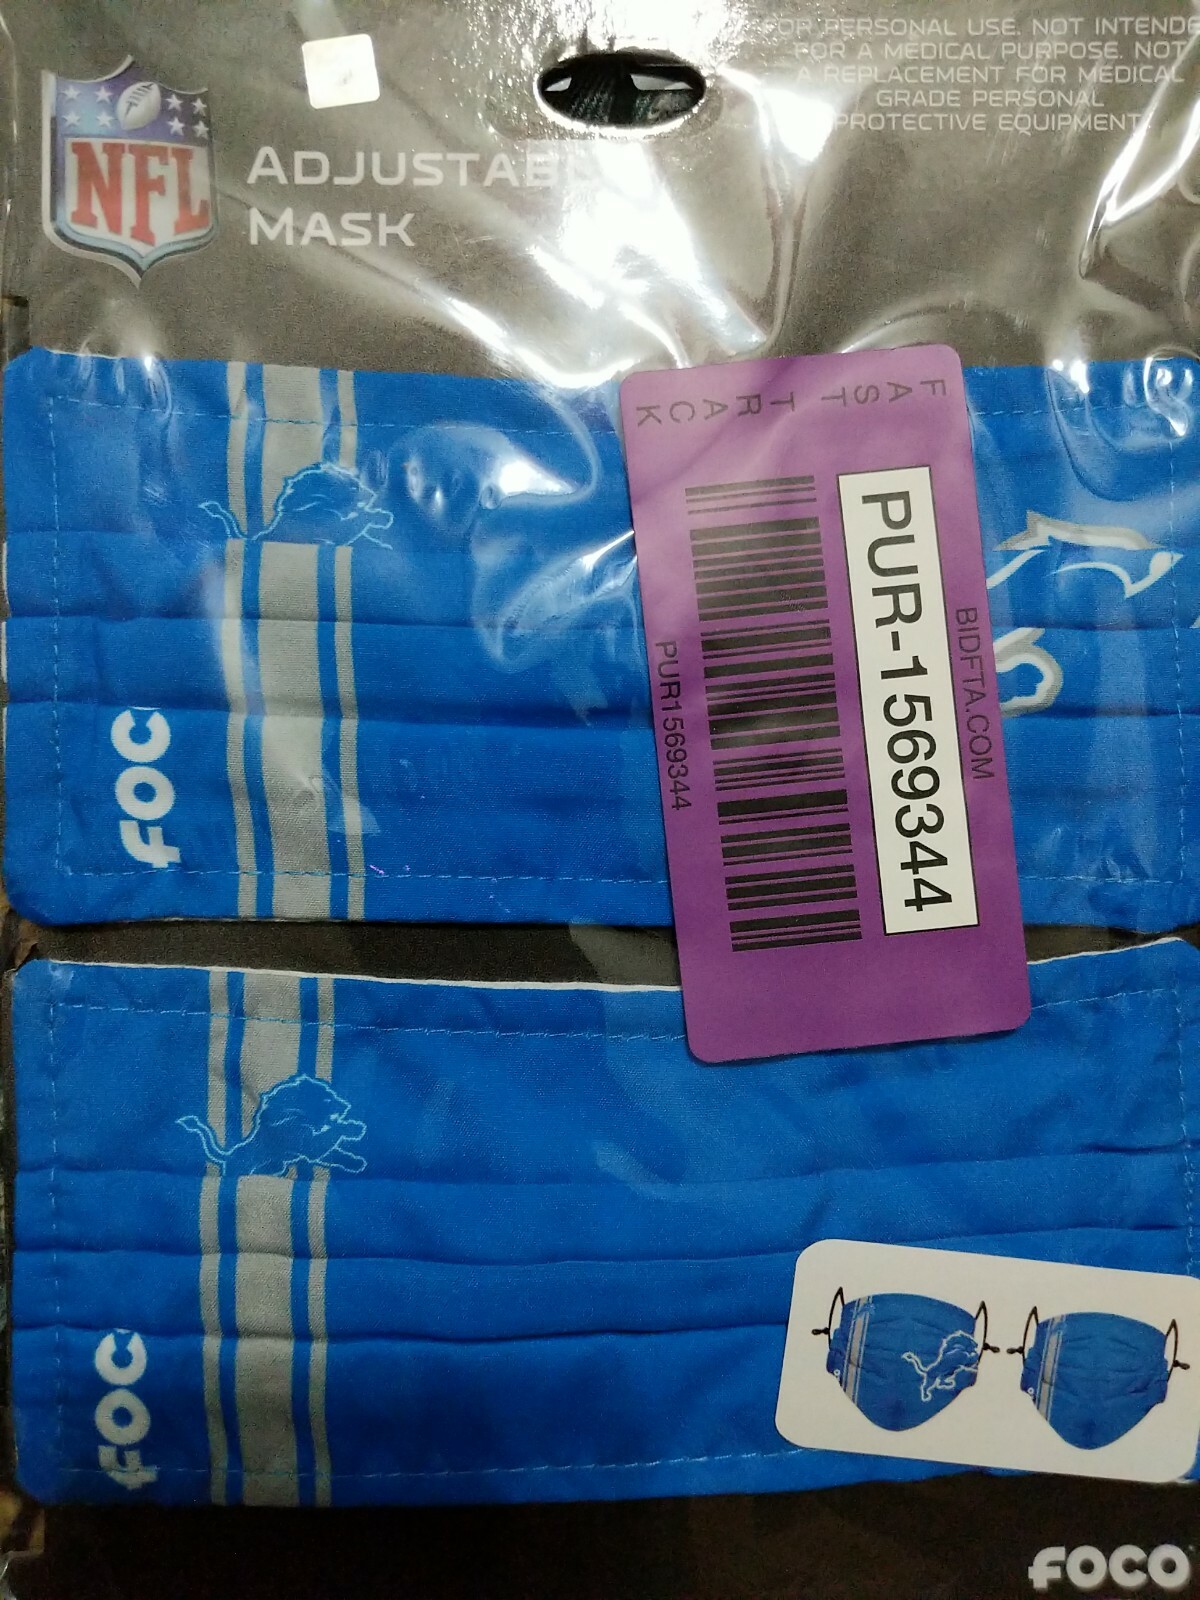 FOR PERSONAL USE. NOT INTENDE
FOR A MEDICAL PURPOSE. NOT
A REPLACEMENT FOR MEDICAL
GRADE PERSONAL
PROTECTIVE EQUIPMENT.
NFL
ADJUSTABL
MASK
FAST TRACK
PUR-1569344
BIDFTA.COM
PUR1569344
FOC
FOC
FOCO